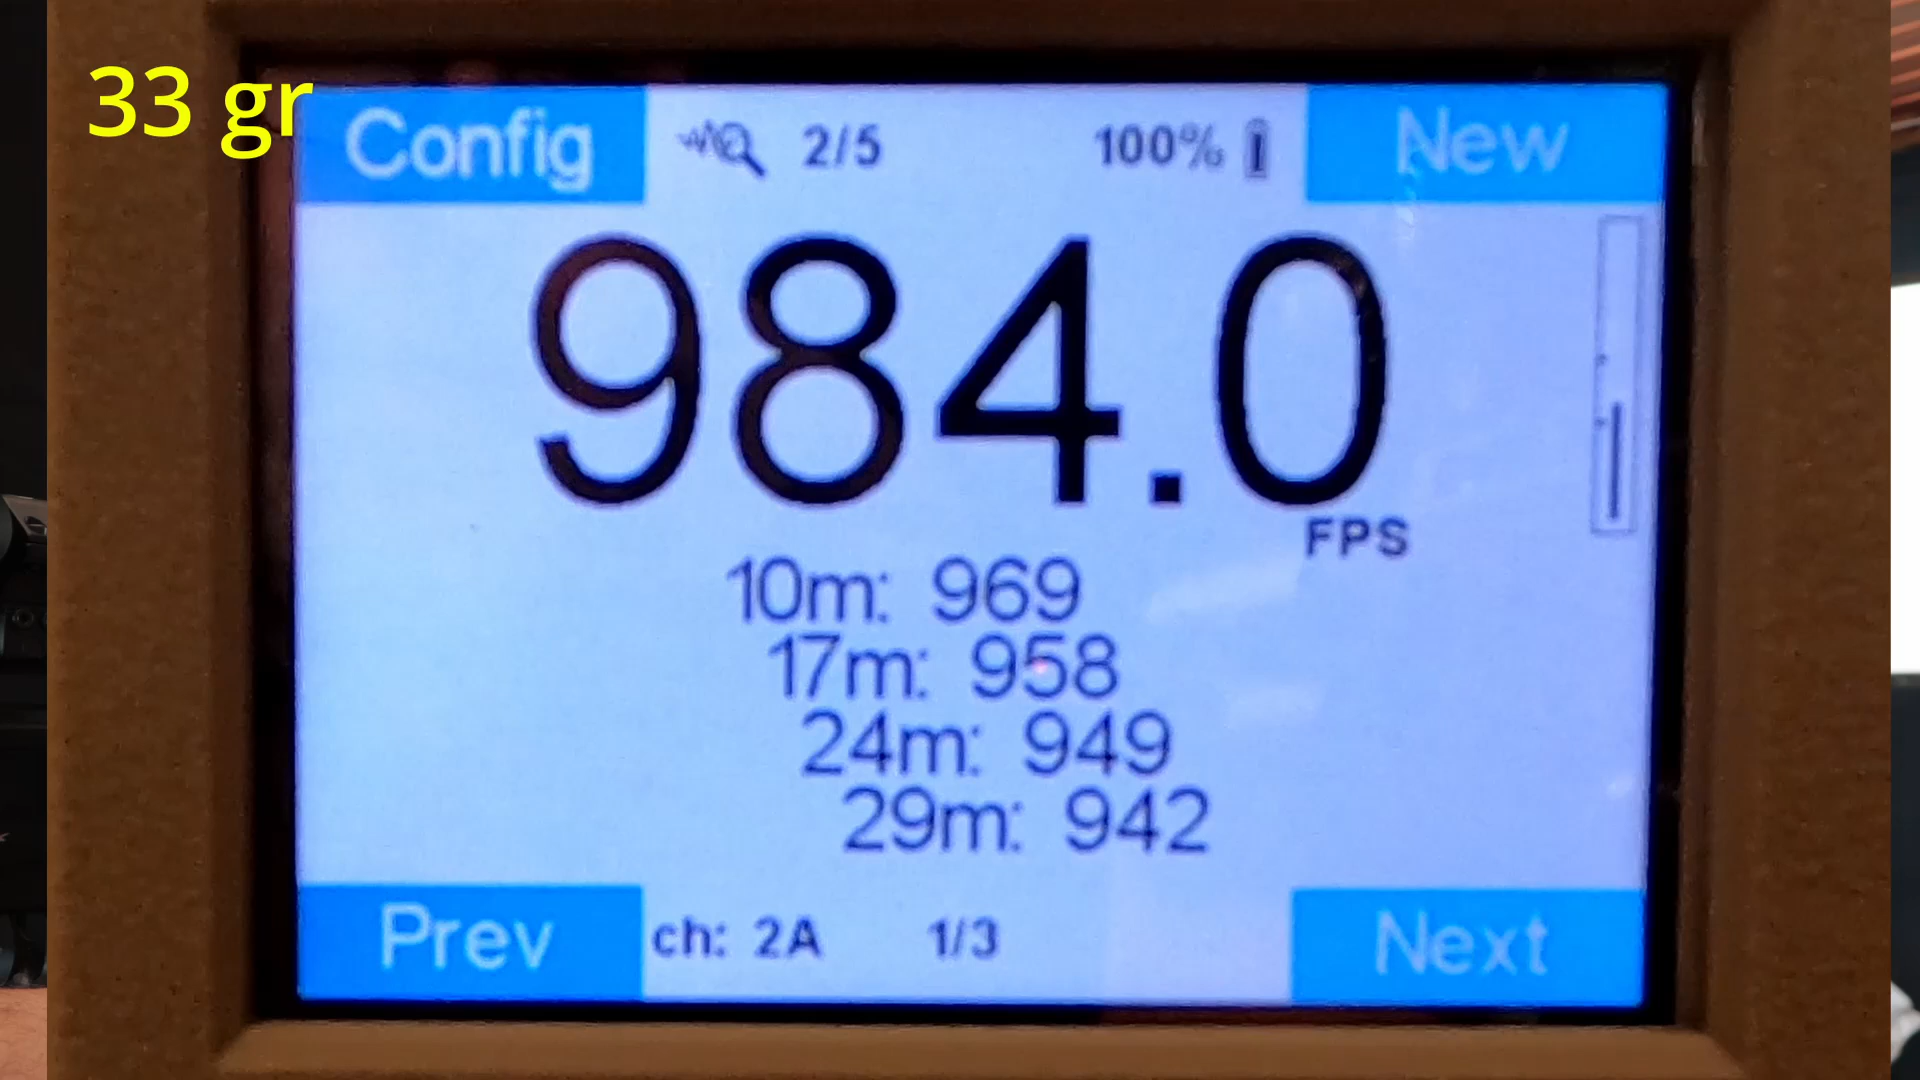 33 gr
Config 2/5 100% New
984.0
FPS
10m: 969
17m: 958
24m: 949
29m: 942
Prev ch: 2A 1/3 Next